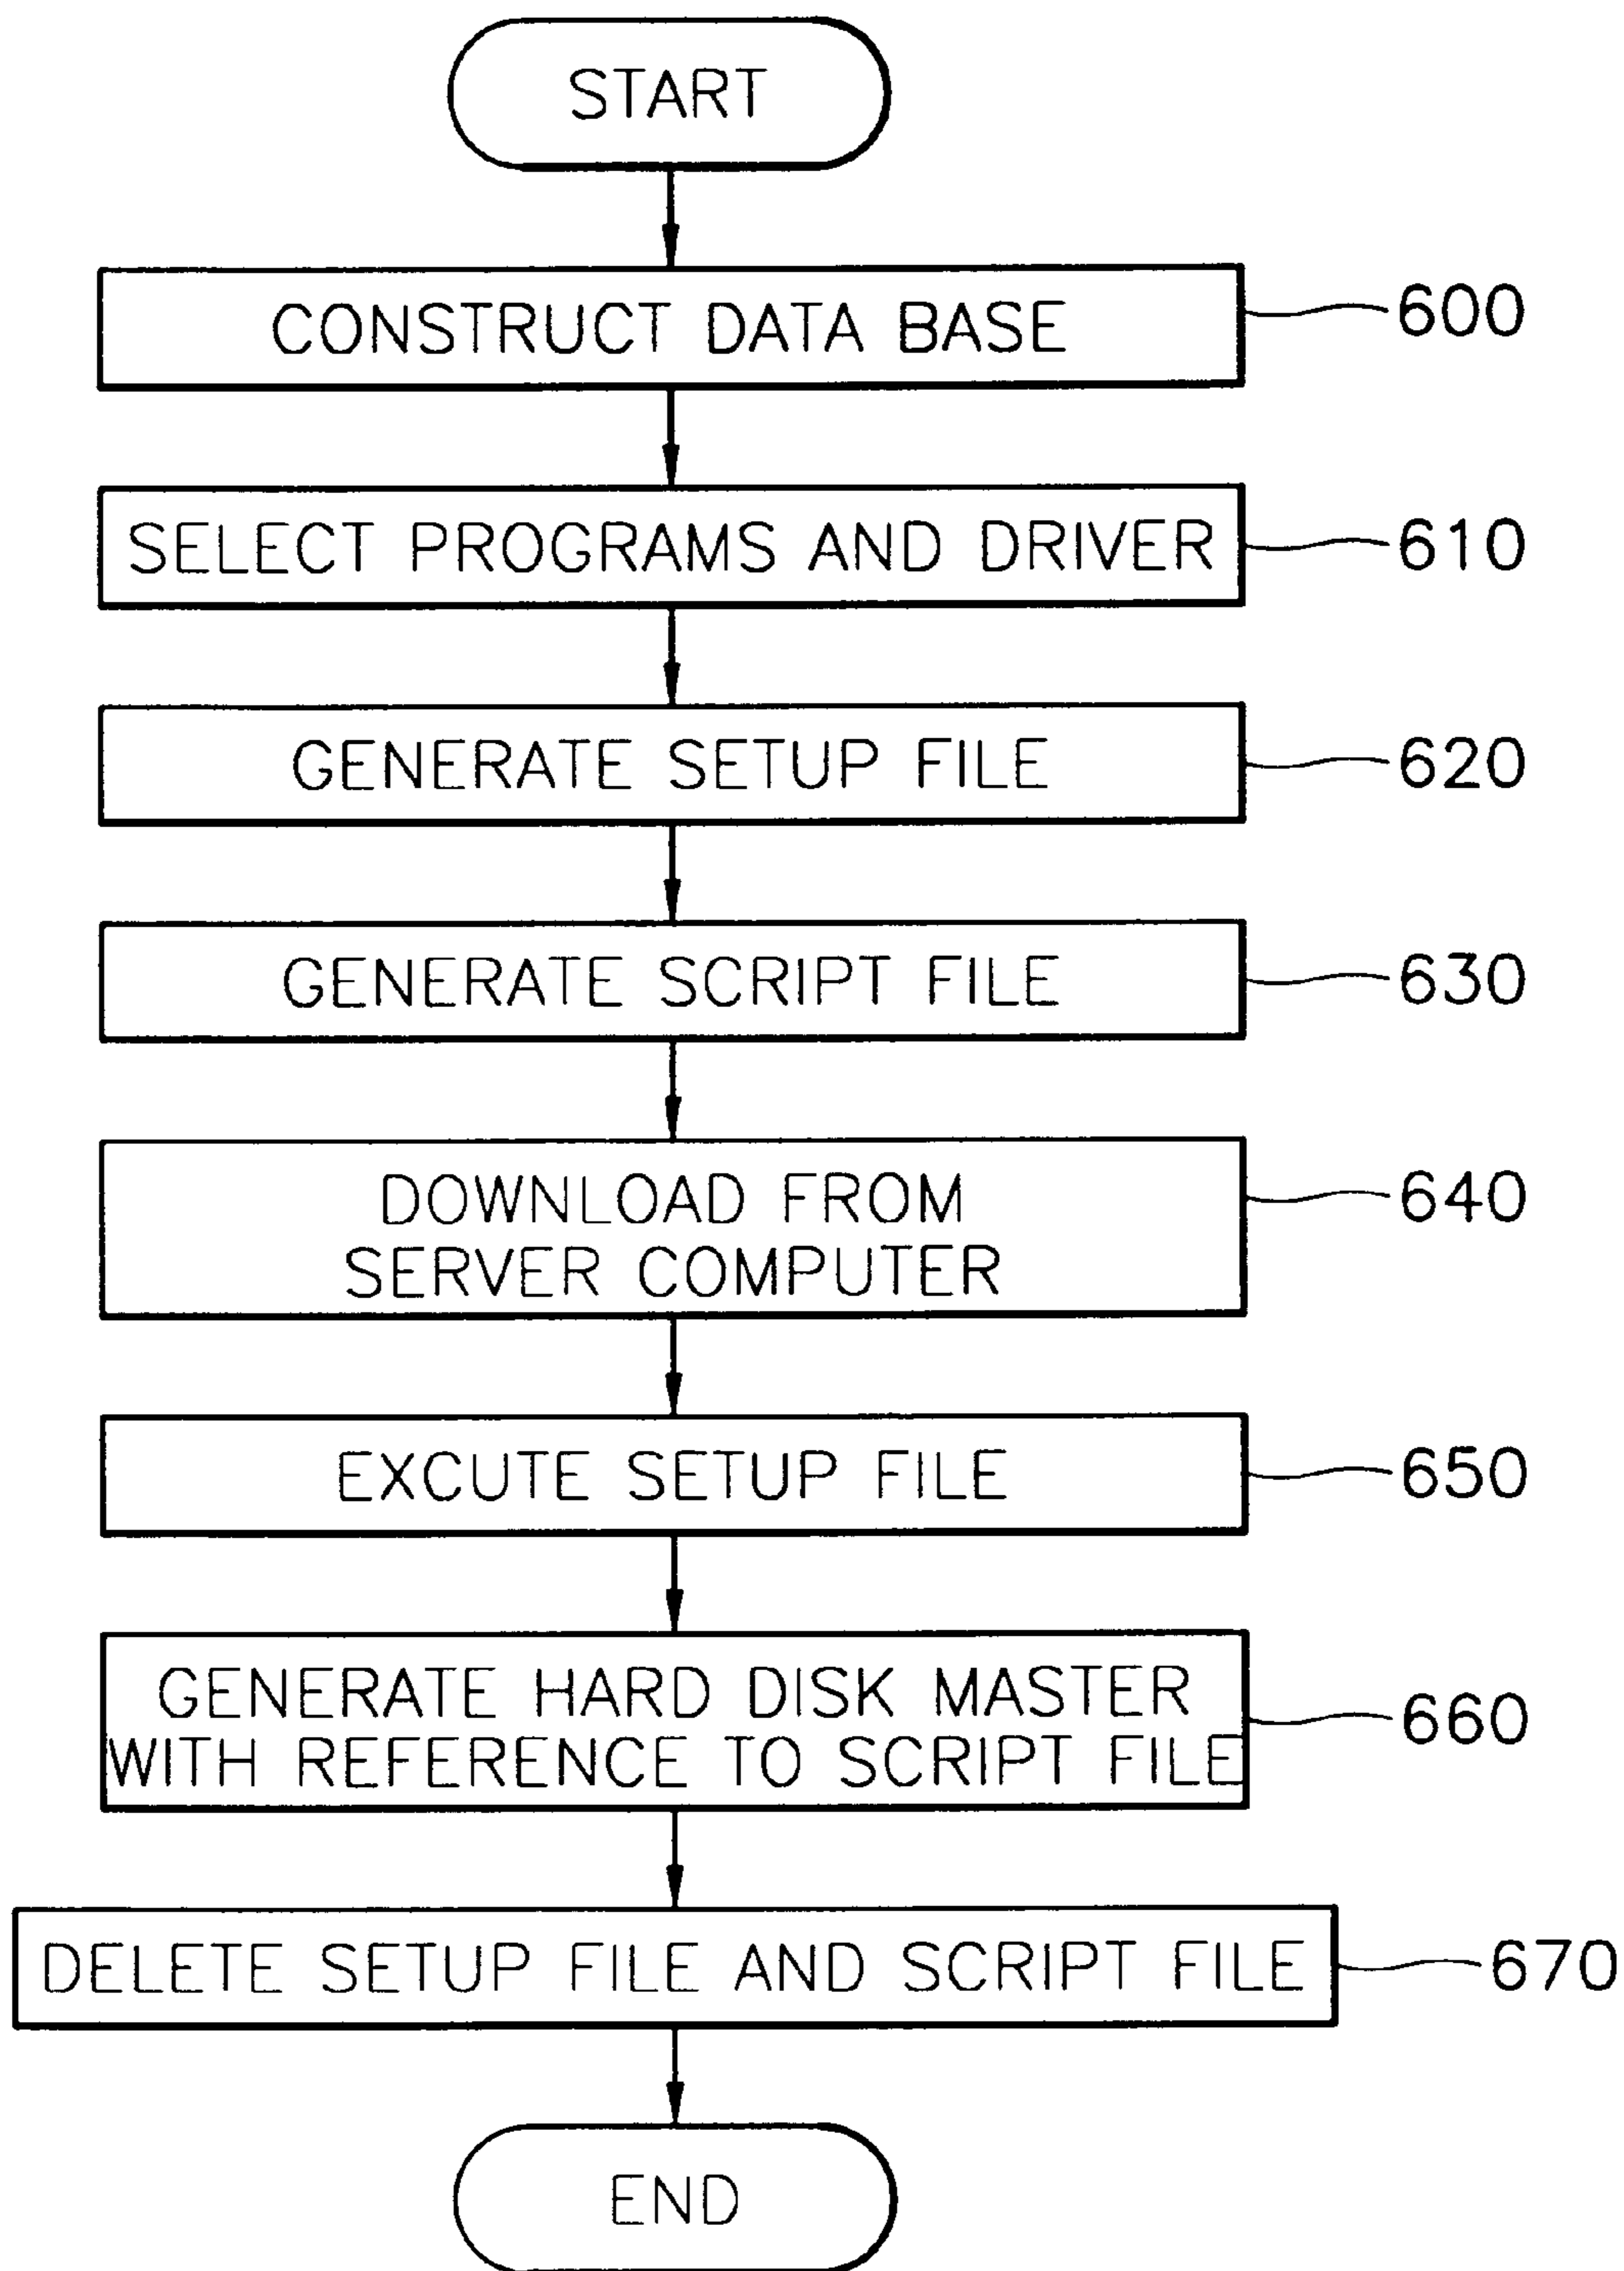 START
CONSTRUCT DATA BASE
600
SELECT PROGRAMS AND DRIVER
610
GENERATE SETUP FILE
620
GENERATE SCRIPT FILE
630
DOWNLOAD FROM
SERVER COMPUTER
640
EXCUTE SETUP FILE
650
GENERATE HARD DISK MASTER
WITH REFERENCE TO SCRIPT FILE
660
DELETE SETUP FILE AND SCRIPT FILE
670
END